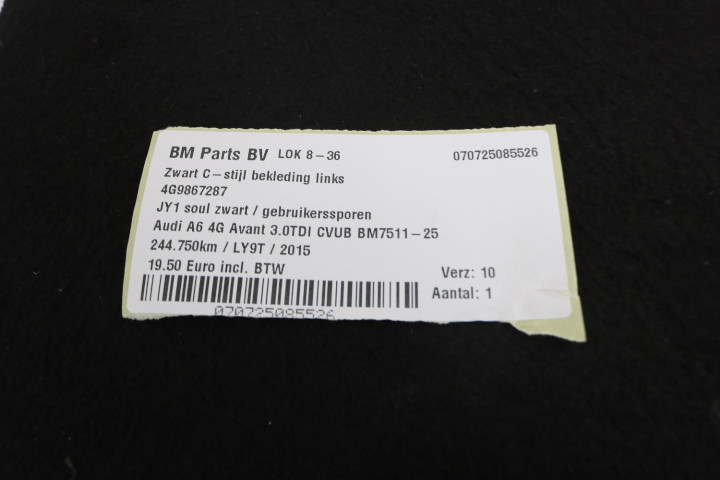 BM Parts BV LOK 8-36 070725085526
Zwart C-stijl bekleding links
4G9867287
JY1 soul zwart / gebruikerssporen
Audi A6 4G Avant 3.0TDI CVUB BM7511-25
244.750km / LY9T / 2015
19.50 Euro incl. BTW Verz: 10
Aantal: 1
070725085526